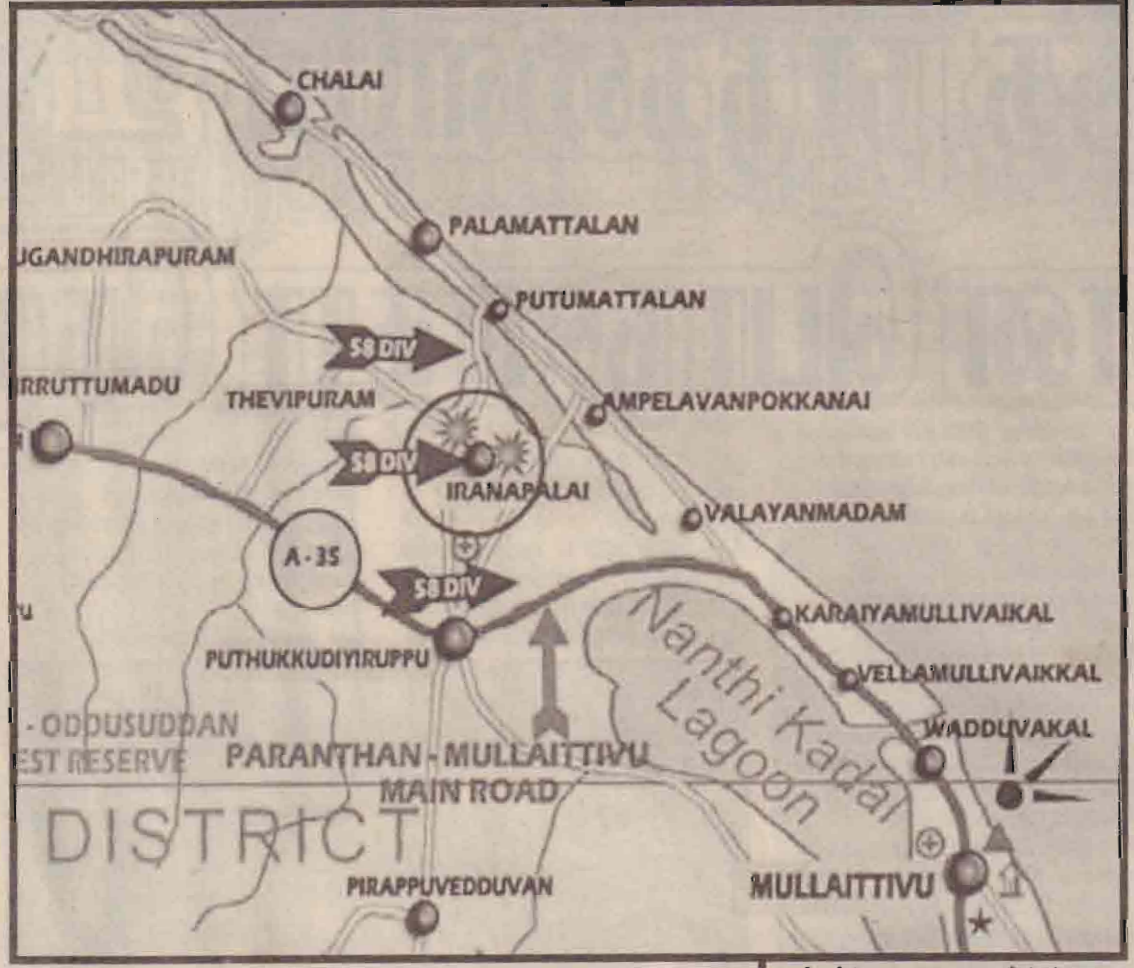 CHALAI
PALAMATTALAN
UGANDHIRAPURAM
PUTUMATTALAN
58 DIV
IRRUTTUMADU
THEVIPURAM
AMPELAVANPOKKANAI
58 DIV
IRANAPALAI
VALAYANMADAM
A - 35
58 DIV
KARAIYAMULLIVAIKAL
PUTHUKKUDIYIRUPPU
VELLAMULLIVAIKKAL
Nanthi Kadal
Lagoon
- ODDUSUDDAN
EST RESERVE
WADDUVAKAL
PARANTHAN - MULLAITTIVU
MAIN ROAD
DISTRICT
PIRAPPUVEDDUVAN
MULLAITTIVU